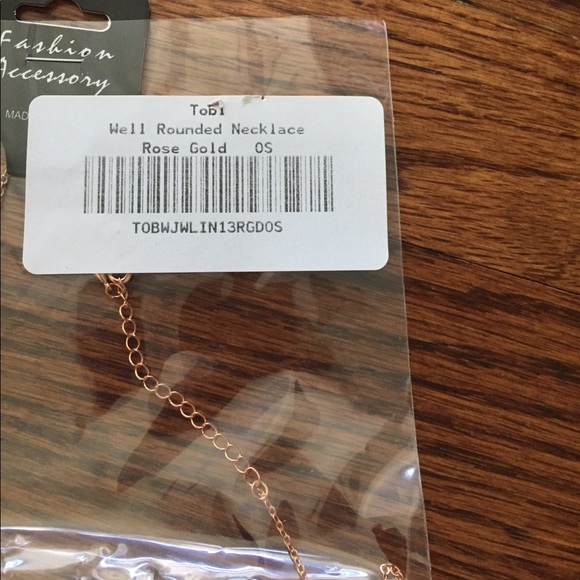 Fashion
Accessory
MAD
Tobi
Well Rounded Necklace
Rose Gold OS
TOBWJWLIN13RGDOS